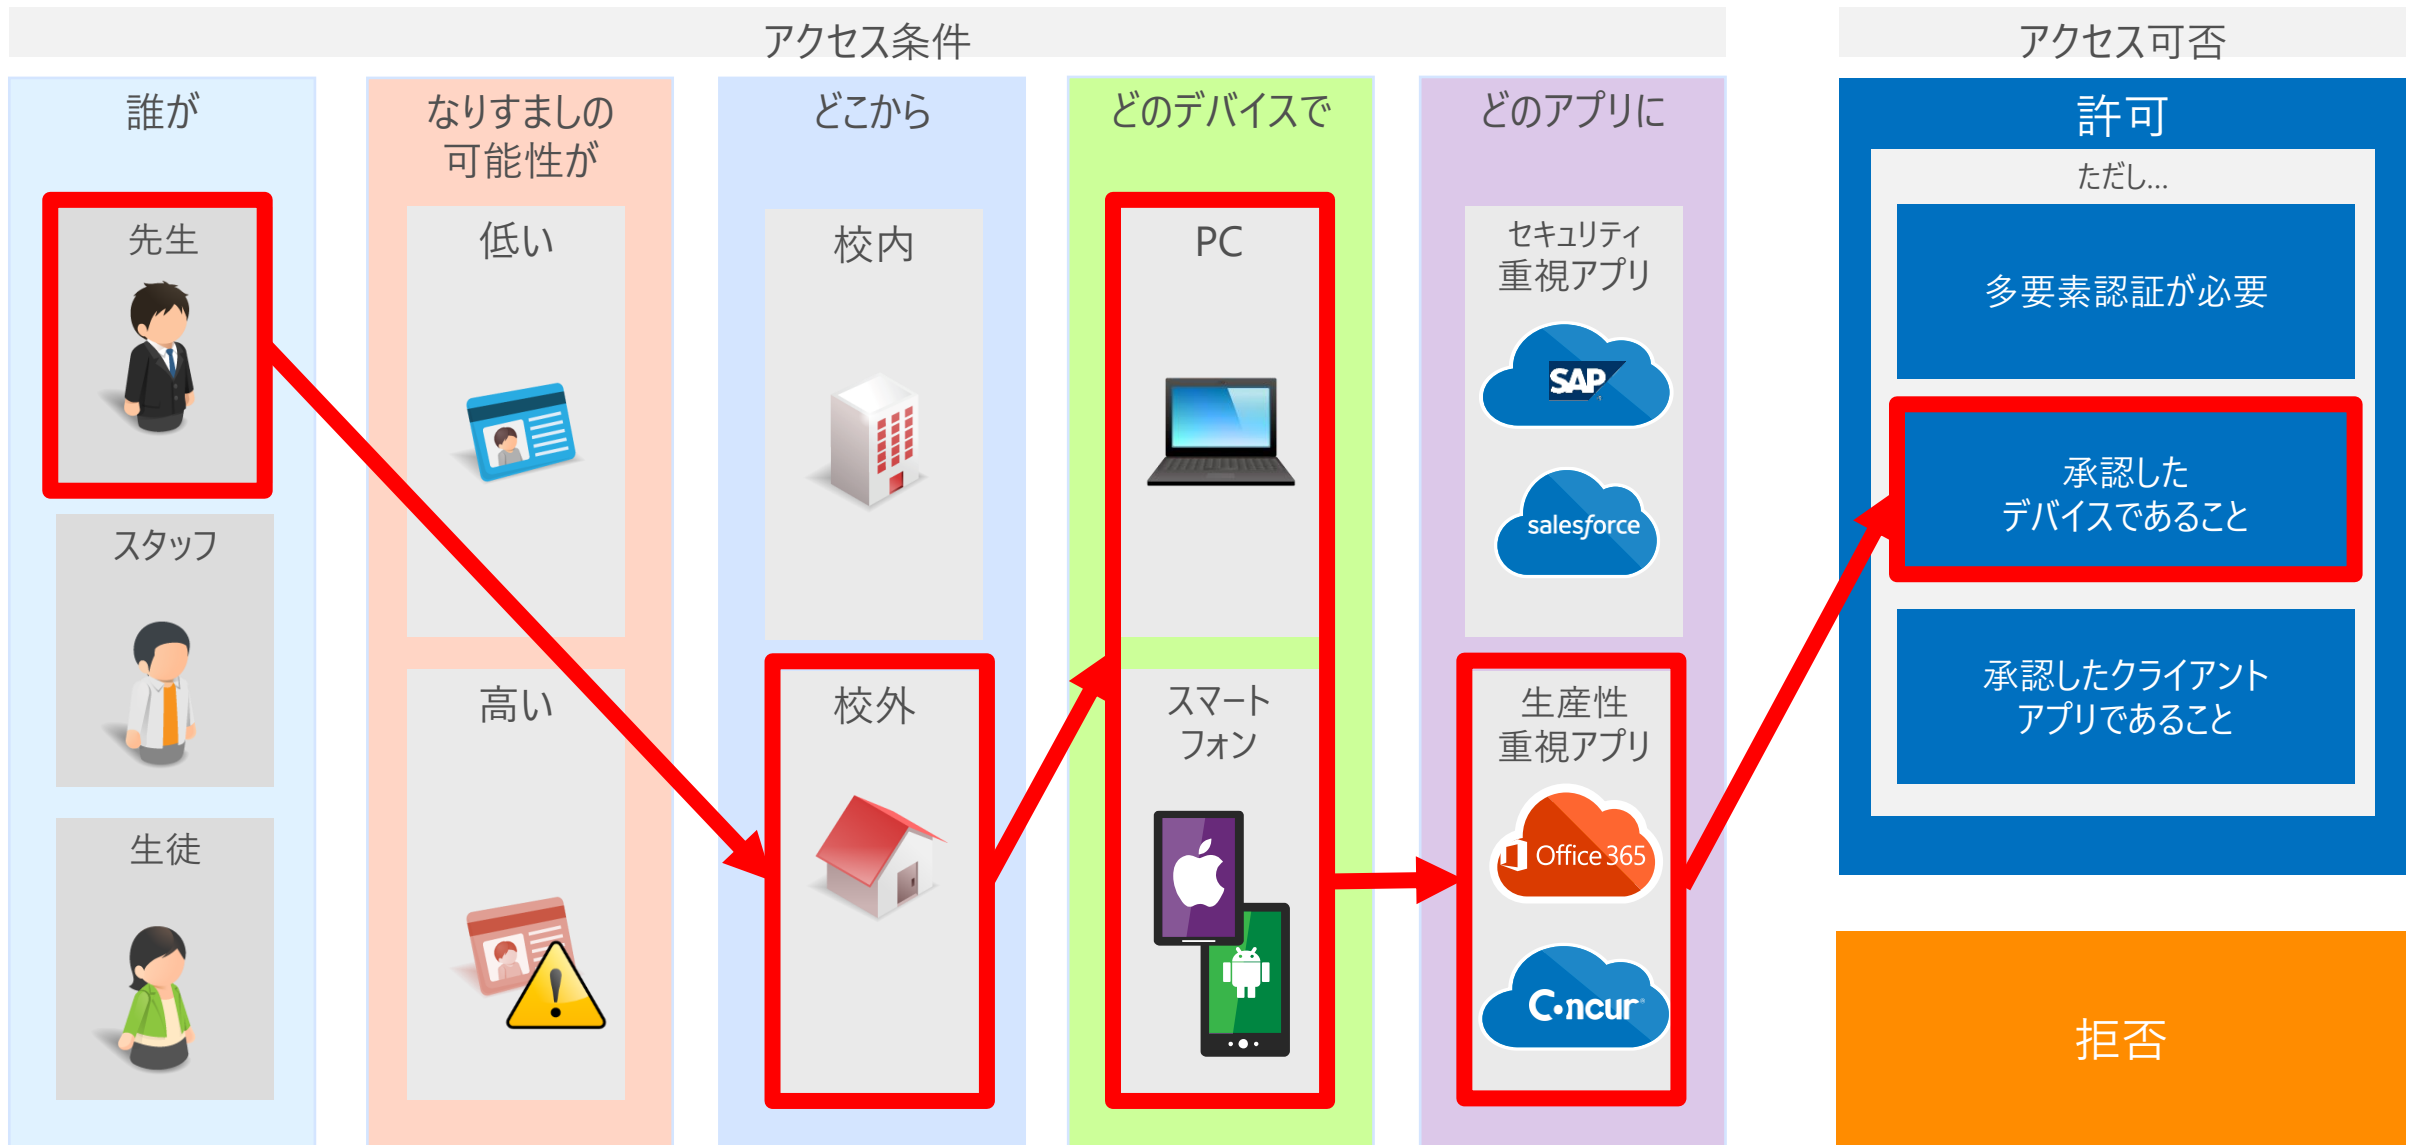 アクセス条件
アクセス可否
誰が
先生
スタッフ
生徒
なりすましの
可能性が
低い
高い
どこから
校内
校外
どのデバイスで
PC
スマート
フォン
どのアプリに
セキュリティ
重視アプリ
SAP
salesforce
生産性
重視アプリ
Office 365
Concur
許可
ただし...
多要素認証が必要
承認した
デバイスであること
承認したクライアント
アプリであること
拒否